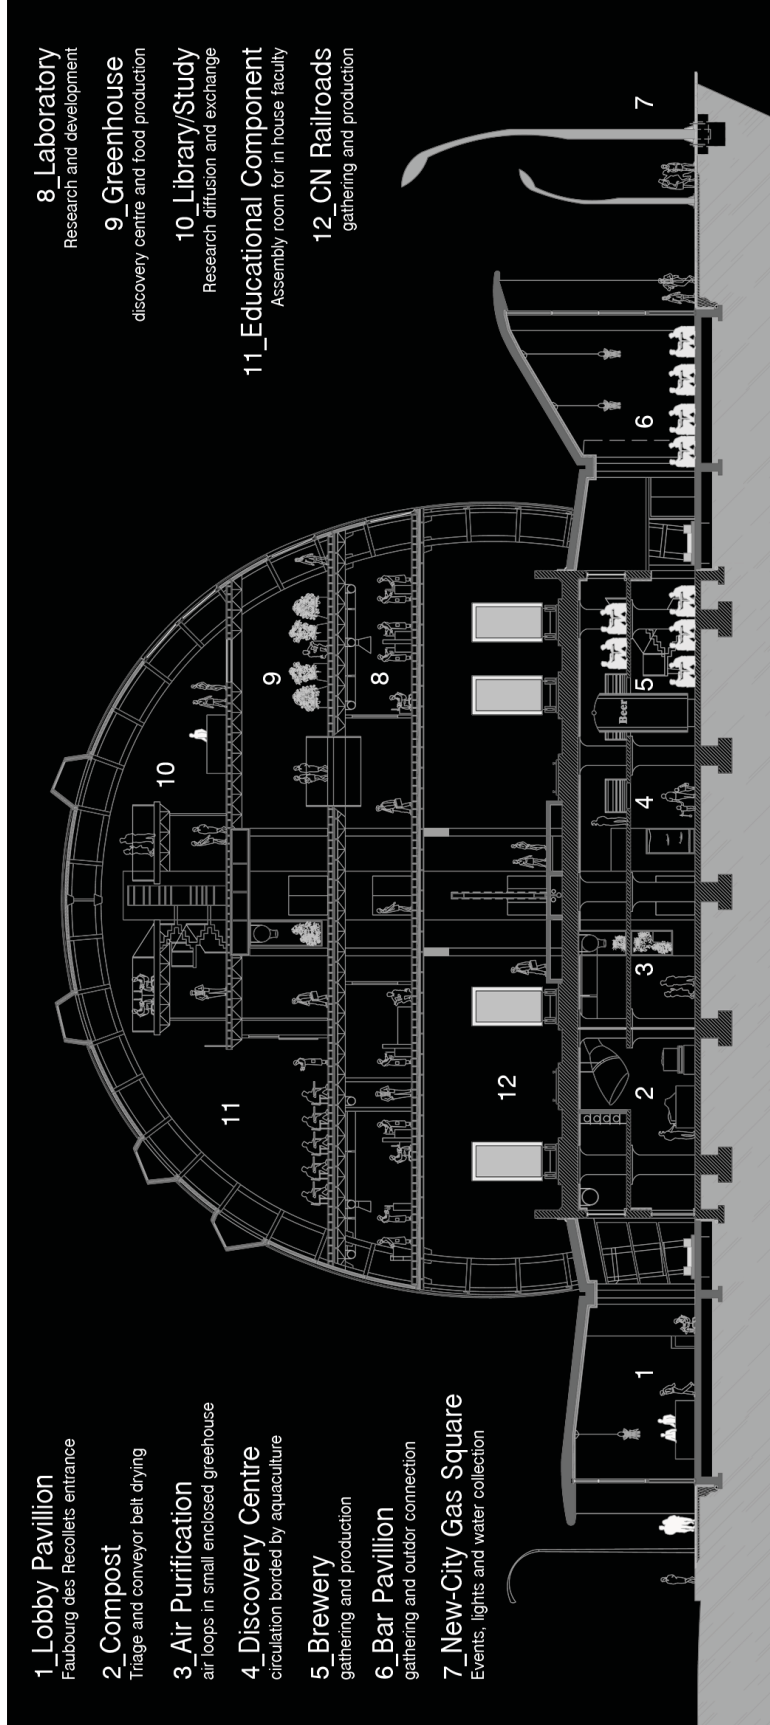 1_Lobby Pavillion
Faubourg des Recollets entrance
2_Compost
Triage and conveyor belt drying
3_Air Purification
air loops in small enclosed greehouse
4_Discovery Centre
circulation borded by aquaculture
5_Brewery
gathering and production
6_Bar Pavillion
gathering and outdor connection
7_New-City Gas Square
Events, lights and water collection
8_Laboratory
Research and development
9_Greenhouse
discovery centre and food production
10_Library/Study
Research diffusion and exchange
11_Educational Component
Assembly room for in house faculty
12_CN Railroads
gathering and production
10
11
9
8
12
1
2
3
4
5
Beer
6
7